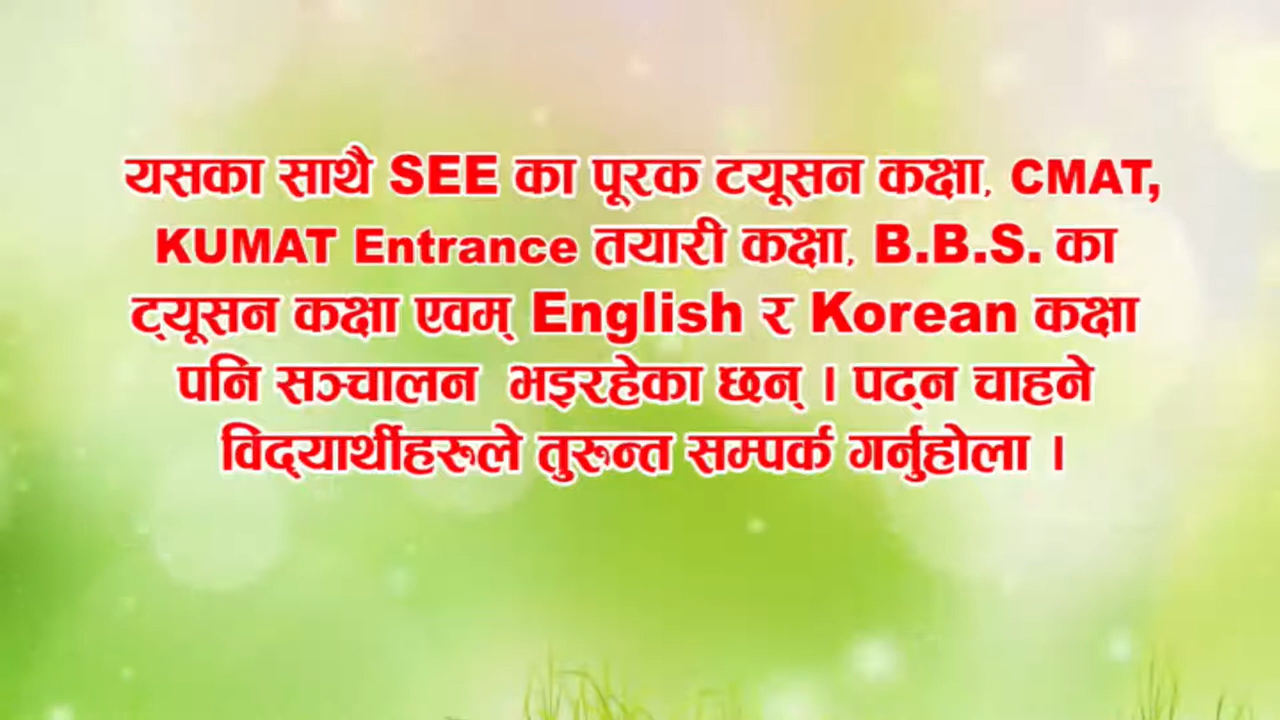 यसका साथै SEE का पूरक टयूसन कक्षा, CMAT,
KUMAT Entrance तयारी कक्षा, B.B.S. का
ट्यूसन कक्षा एवम् English र Korean कक्षा
पनि सञ्चालन भइरहेका छन् । पढ्न चाहने
विद्यार्थीहरूले तुरुन्त सम्पर्क गर्नुहोला ।